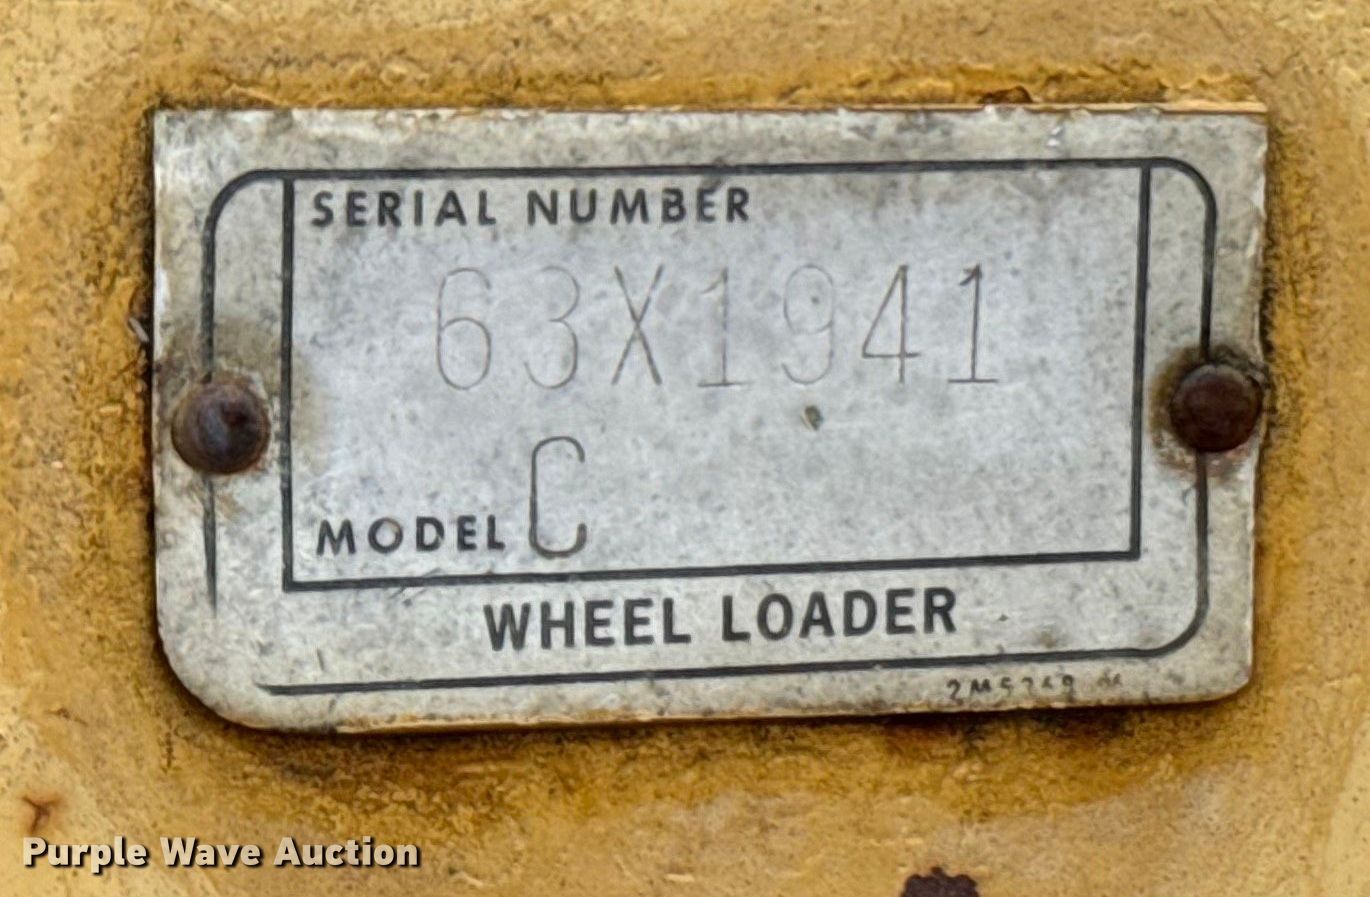 SERIAL NUMBER
63X1941
MODEL C
WHEEL LOADER
Purple Wave Auction